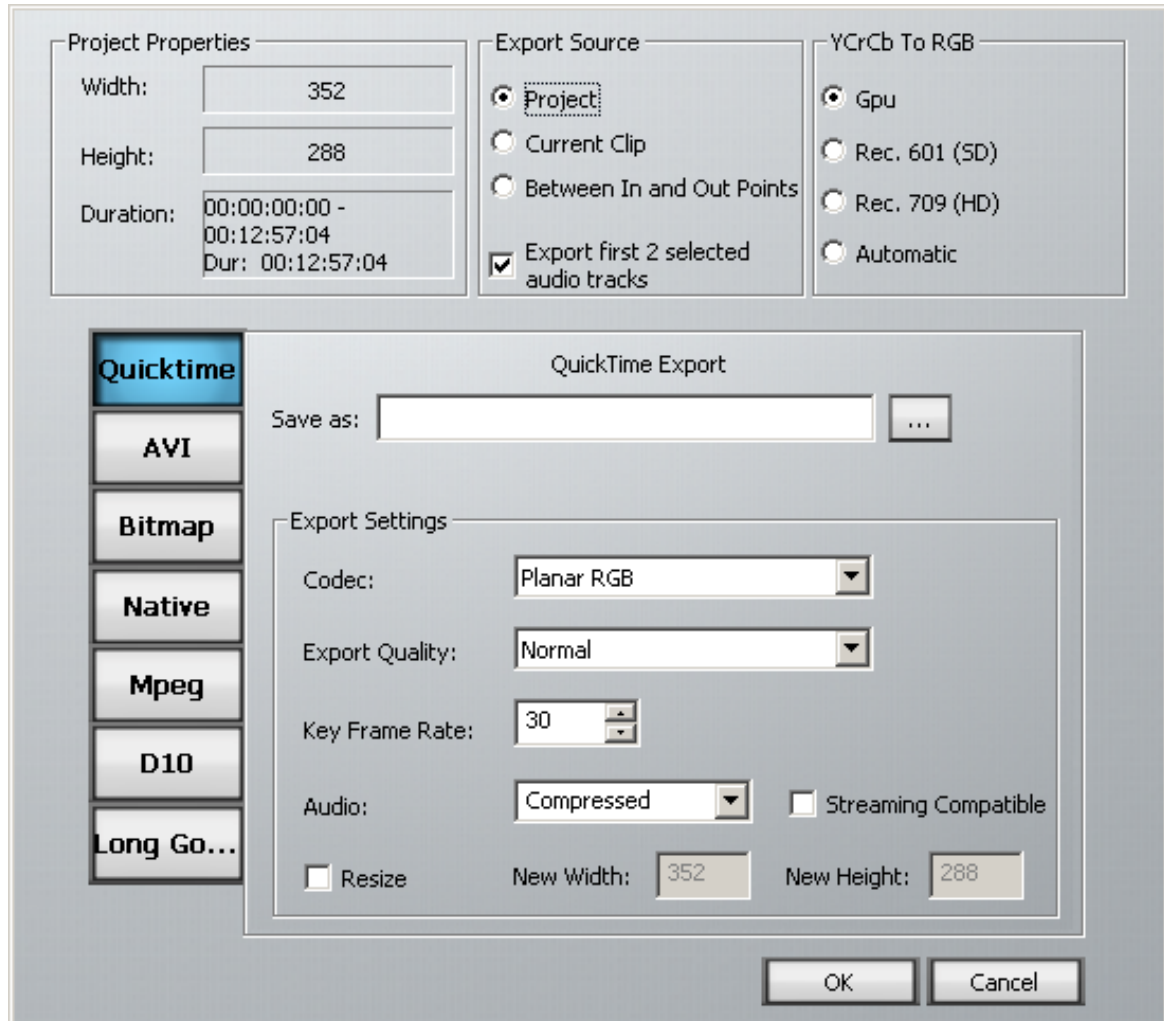 Project Properties
Width:
352
Height:
288
Duration:
00:00:00:00 -
00:12:57:04
Dur: 00:12:57:04
Export Source
Project
Current Clip
Between In and Out Points
Export first 2 selected
audio tracks
YCrCb To RGB
Gpu
Rec. 601 (SD)
Rec. 709 (HD)
Automatic
Quicktime
AVI
Bitmap
Native
Mpeg
D10
Long Go...
QuickTime Export
Save as:
...
Export Settings
Codec:
Planar RGB
Export Quality:
Normal
Key Frame Rate:
30
Audio:
Compressed
Streaming Compatible
Resize
New Width:
352
New Height:
288
OK
Cancel